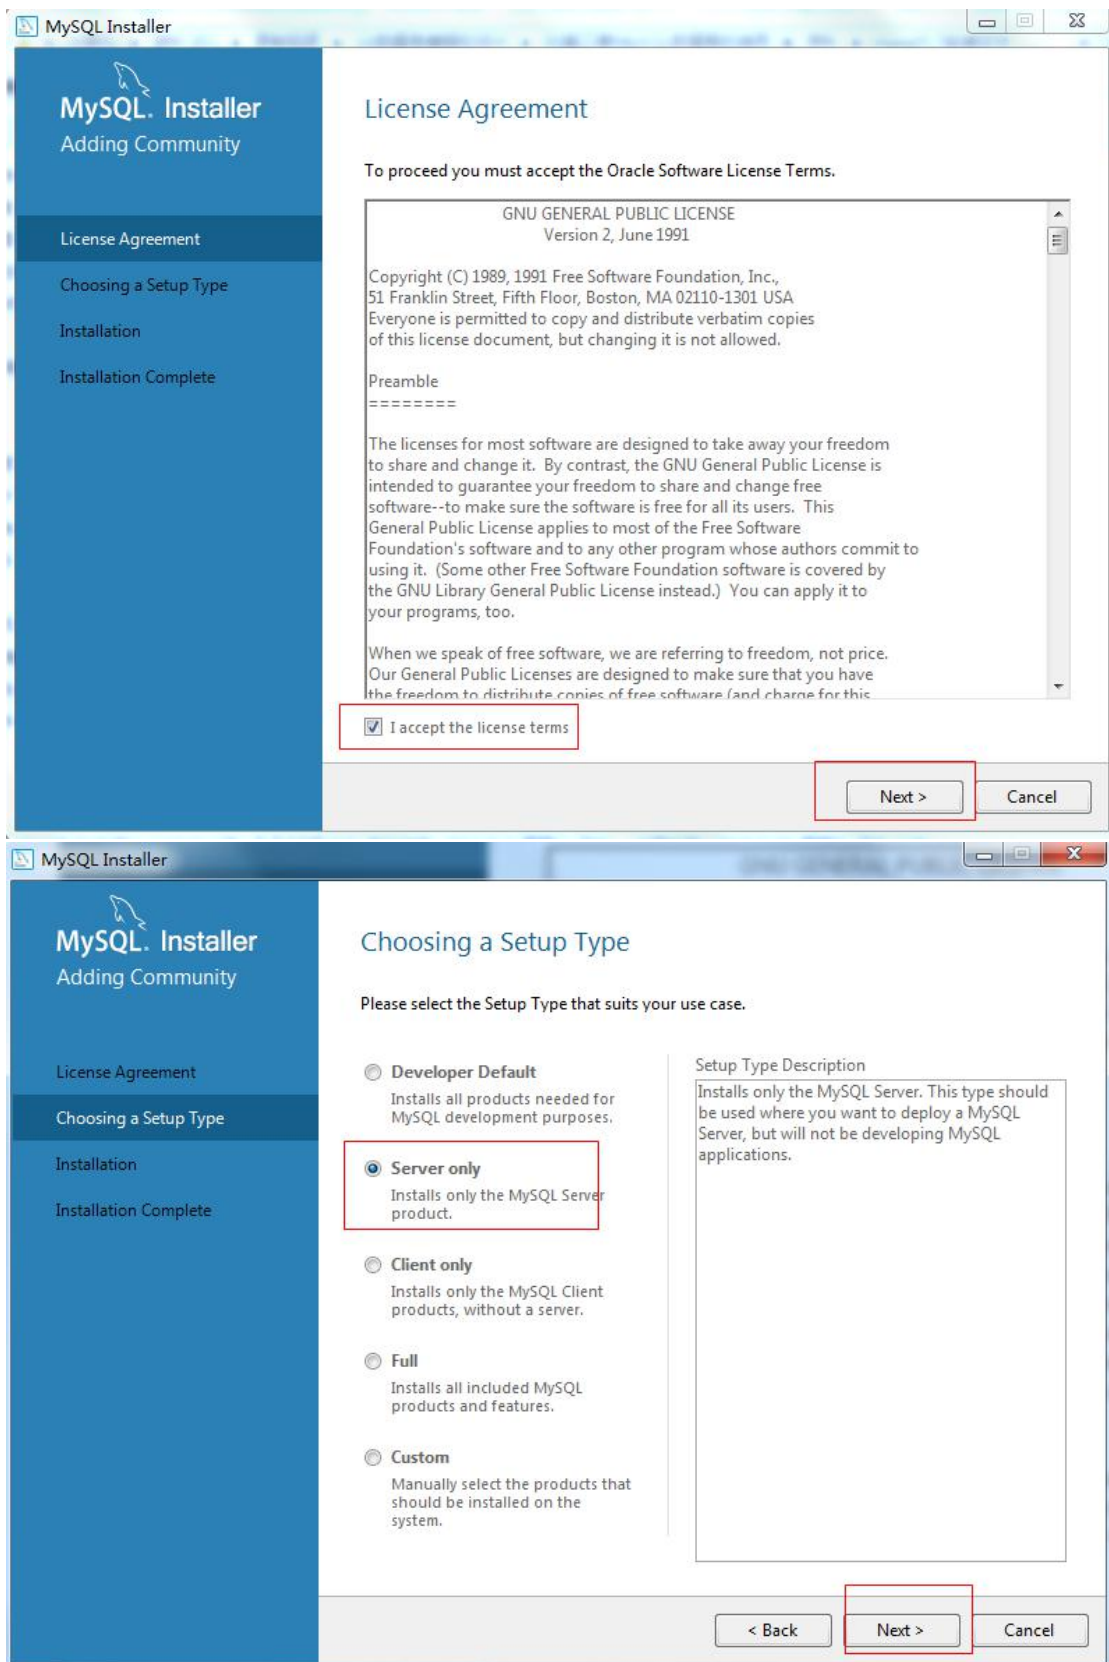 MySQL Installer
MySQL. Installer
Adding Community
License Agreement
Choosing a Setup Type
Installation
Installation Complete
License Agreement
To proceed you must accept the Oracle Software License Terms.
GNU GENERAL PUBLIC LICENSE
Version 2, June 1991
Copyright (C) 1989, 1991 Free Software Foundation, Inc.,
51 Franklin Street, Fifth Floor, Boston, MA 02110-1301 USA
Everyone is permitted to copy and distribute verbatim copies
of this license document, but changing it is not allowed.
Preamble
========
The licenses for most software are designed to take away your freedom
to share and change it.  By contrast, the GNU General Public License is
intended to guarantee your freedom to share and change free
software--to make sure the software is free for all its users.  This
General Public License applies to most of the Free Software
Foundation's software and to any other program whose authors commit to
using it.  (Some other Free Software Foundation software is covered by
the GNU Library General Public License instead.)  You can apply it to
your programs, too.
When we speak of free software, we are referring to freedom, not price.
Our General Public Licenses are designed to make sure that you have
the freedom to distribute copies of free software (and charge for this
I accept the license terms
Next >
Cancel
MySQL Installer
MySQL. Installer
Adding Community
License Agreement
Choosing a Setup Type
Installation
Installation Complete
Choosing a Setup Type
Please select the Setup Type that suits your use case.
Developer Default
Installs all products needed for
MySQL development purposes.
Server only
Installs only the MySQL Server
product.
Client only
Installs only the MySQL Client
products, without a server.
Full
Installs all included MySQL
products and features.
Custom
Manually select the products that
should be installed on the
system.
Setup Type Description
Installs only the MySQL Server. This type should
be used where you want to deploy a MySQL
Server, but will not be developing MySQL
applications.
< Back
Next >
Cancel